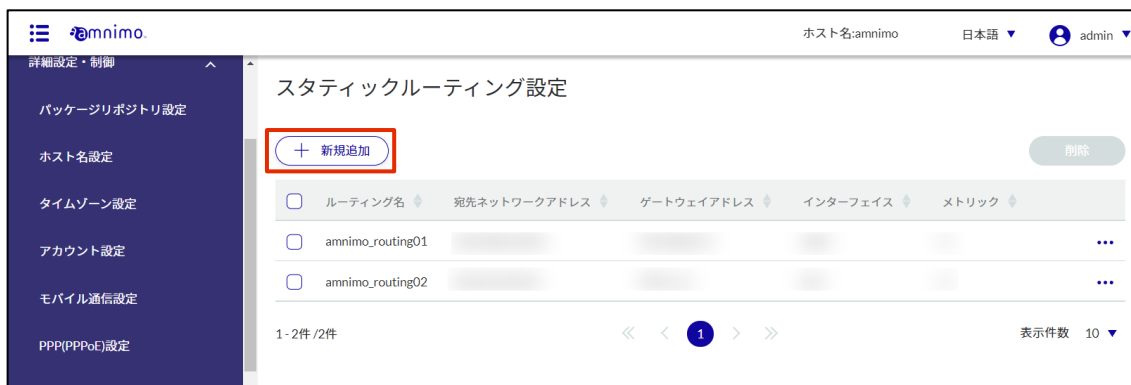 amnimo.
ホスト名:amnimo
日本語 ▼
admin ▼
詳細設定・制御
パッケージリポジトリ設定
ホスト名設定
タイムゾーン設定
アカウント設定
モバイル通信設定
PPP(PPPoE)設定
スタティックルーティング設定
＋ 新規追加
削除
ルーティング名 宛先ネットワークアドレス ゲートウェイアドレス インターフェイス メトリック
amnimo_routing01
amnimo_routing02
1 - 2件 /2件
1
表示件数 10 ▼